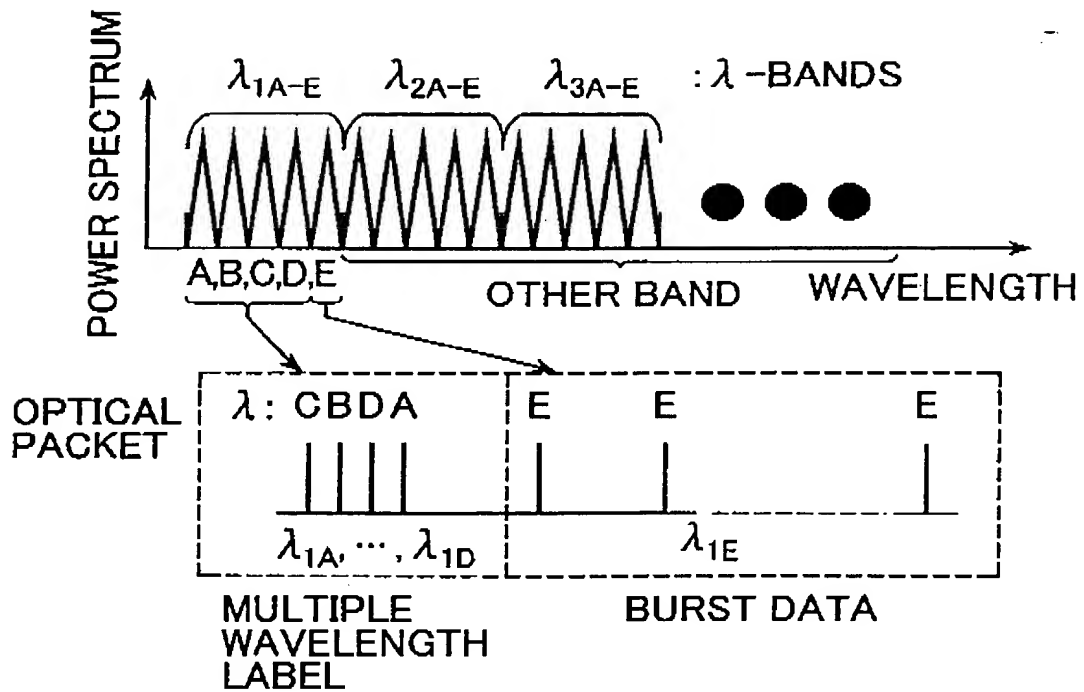 POWER SPECTRUM
λ1A-E λ2A-E λ3A-E : λ-BANDS
A,B,C,D,E
OTHER BAND
WAVELENGTH
OPTICAL
PACKET
λ: C B D A E E E
λ1A, ..., λ1D
λ1E
MULTIPLE
WAVELENGTH
LABEL
BURST DATA